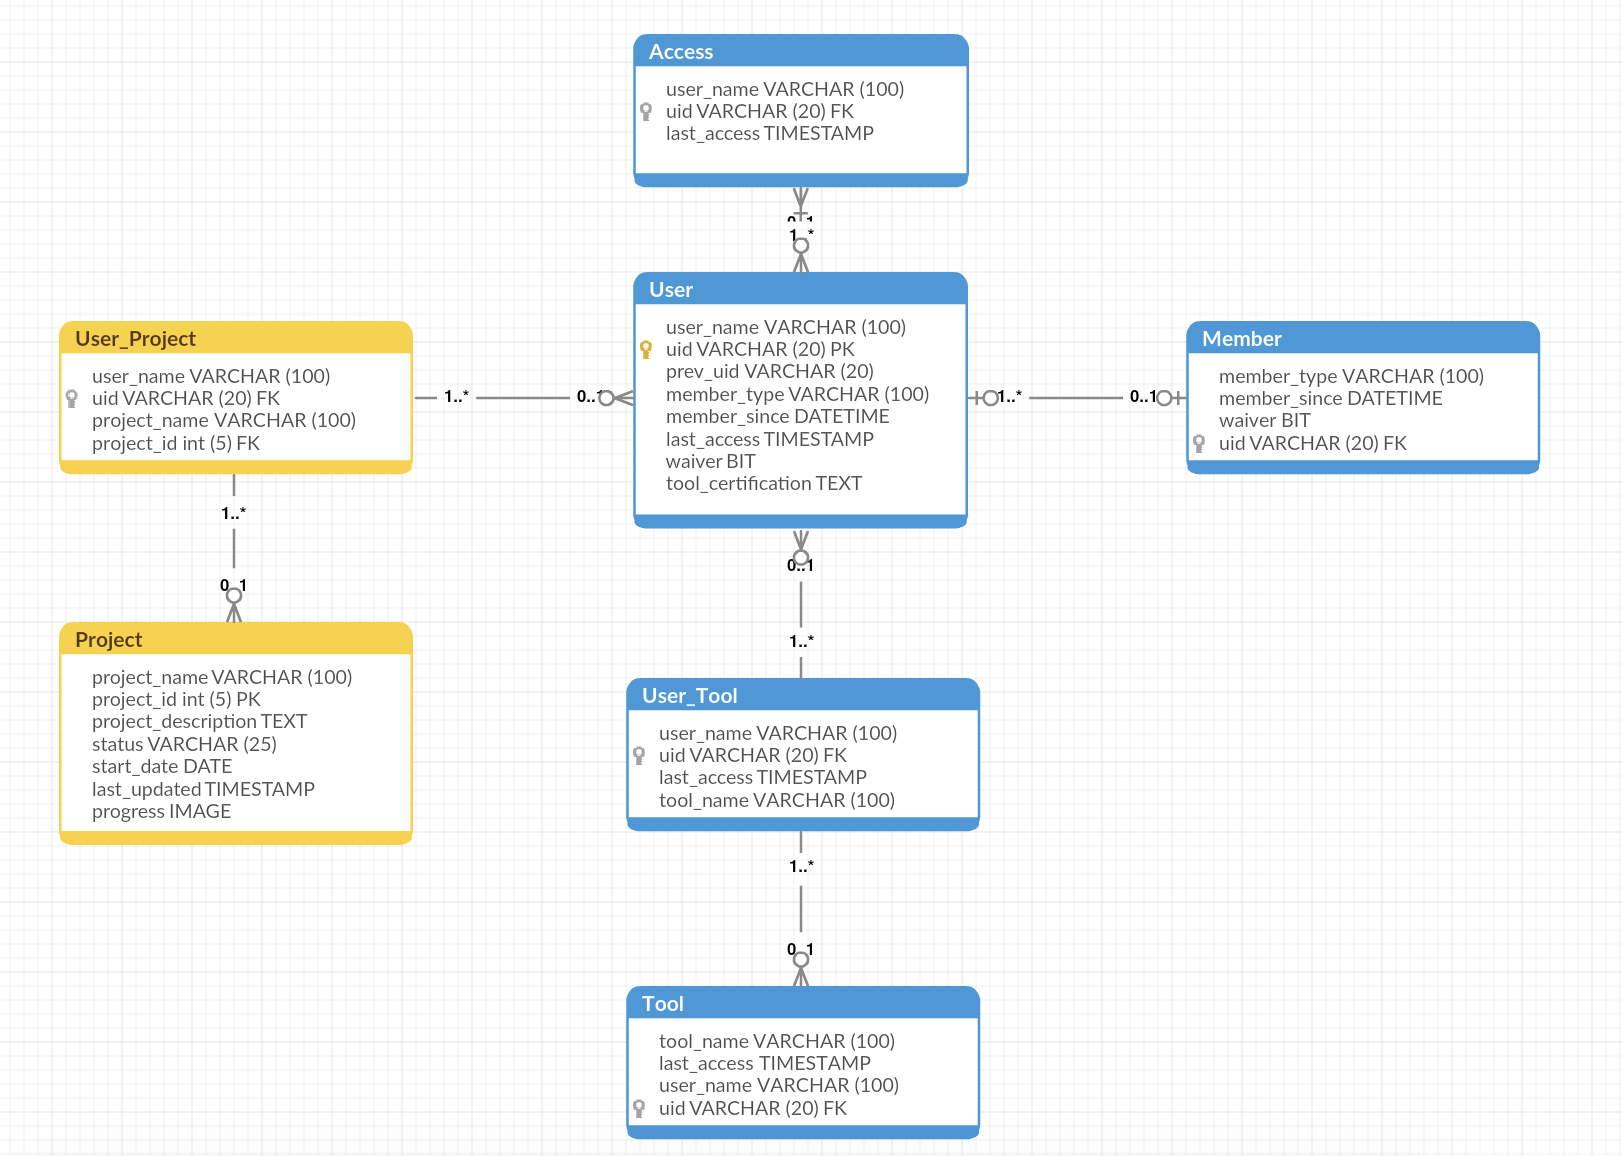 Access
user_name VARCHAR (100)
uid VARCHAR (20) FK
last_access TIMESTAMP
0..1
1..*
User
user_name VARCHAR (100)
uid VARCHAR (20) PK
prev_uid VARCHAR (20)
member_type VARCHAR (100)
member_since DATETIME
last_access TIMESTAMP
waiver BIT
tool_certification TEXT
User_Project
user_name VARCHAR (100)
uid VARCHAR (20) FK
project_name VARCHAR (100)
project_id int (5) FK
1..*
0..1
1..*
0..1
Member
member_type VARCHAR (100)
member_since DATETIME
waiver BIT
uid VARCHAR (20) FK
1..*
0..1
Project
project_name VARCHAR (100)
project_id int (5) PK
project_description TEXT
status VARCHAR (25)
start_date DATE
last_updated TIMESTAMP
progress IMAGE
0..1
1..*
User_Tool
user_name VARCHAR (100)
uid VARCHAR (20) FK
last_access TIMESTAMP
tool_name VARCHAR (100)
1..*
0..1
Tool
tool_name VARCHAR (100)
last_access TIMESTAMP
user_name VARCHAR (100)
uid VARCHAR (20) FK